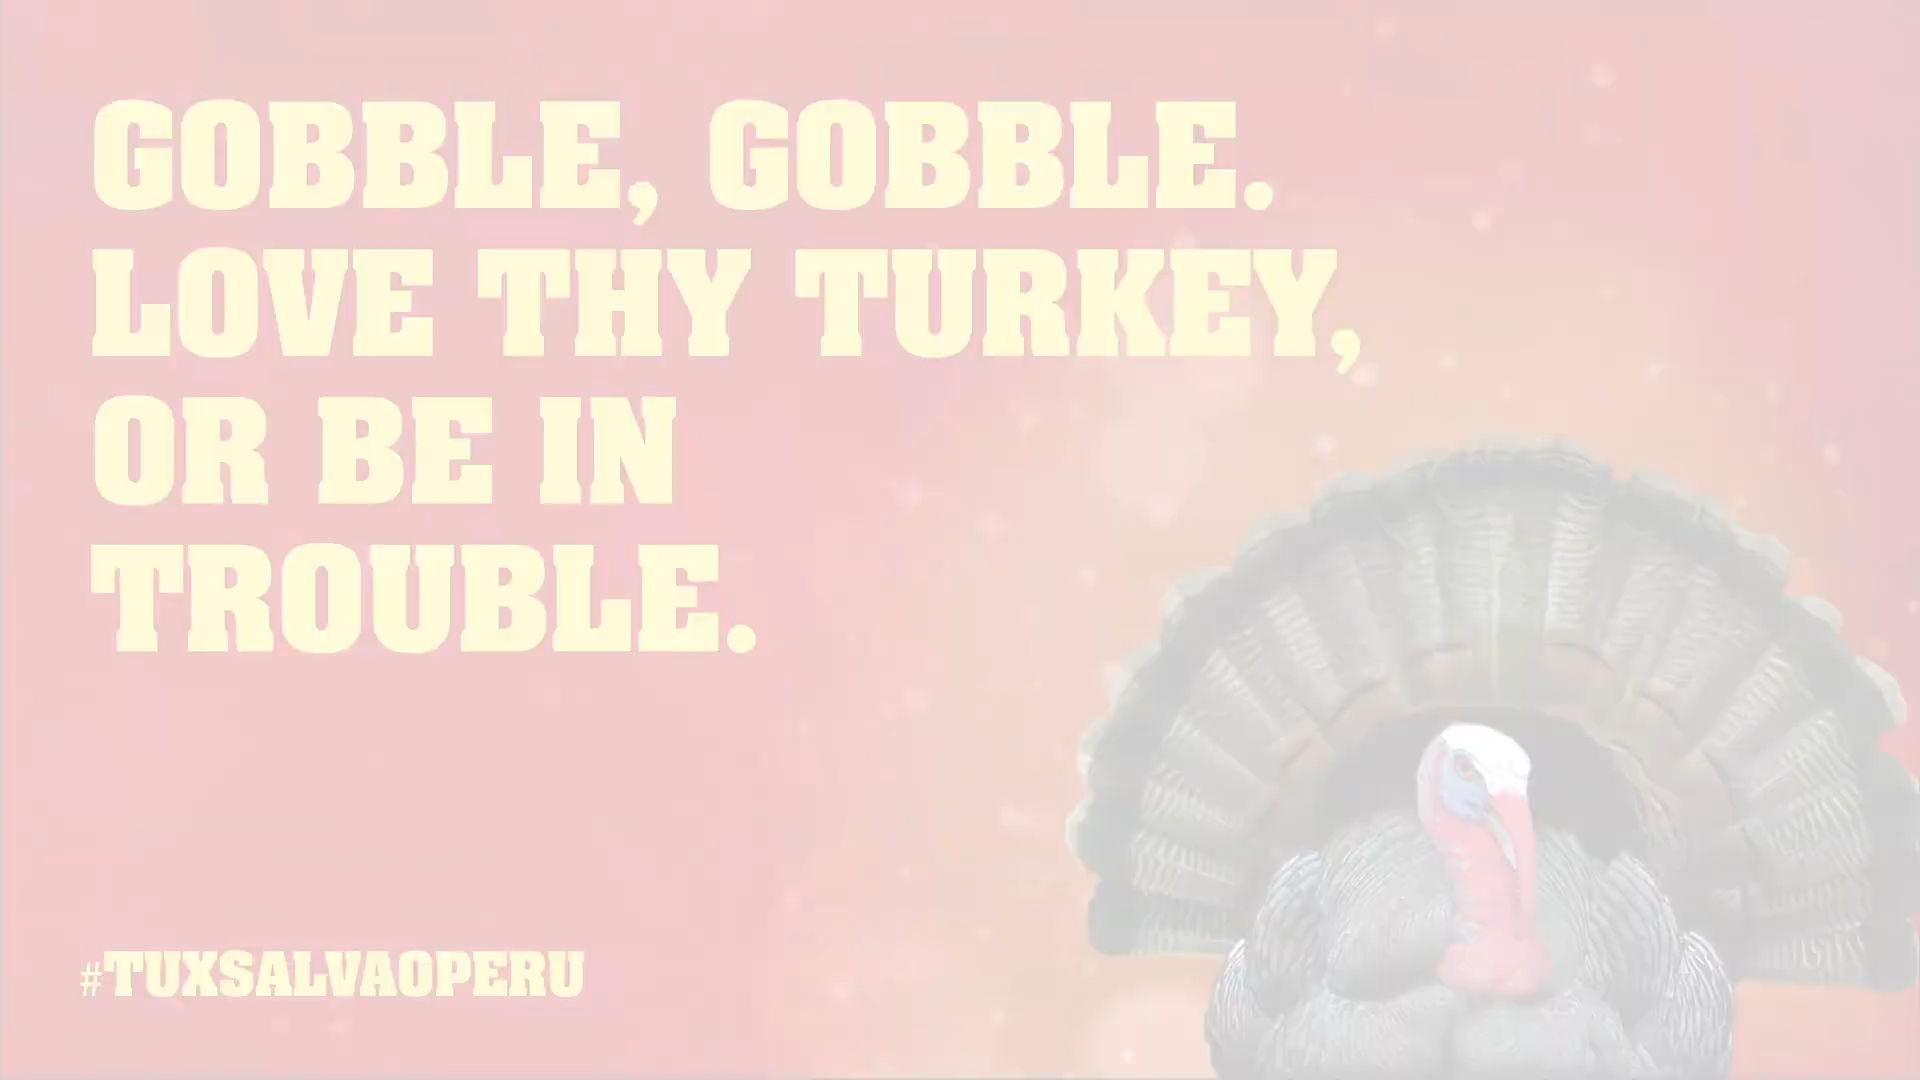 GOBBLE, GOBBLE.
LOVE THY TURKEY,
OR BE IN
TROUBLE.
#TUXSALVAOPERU